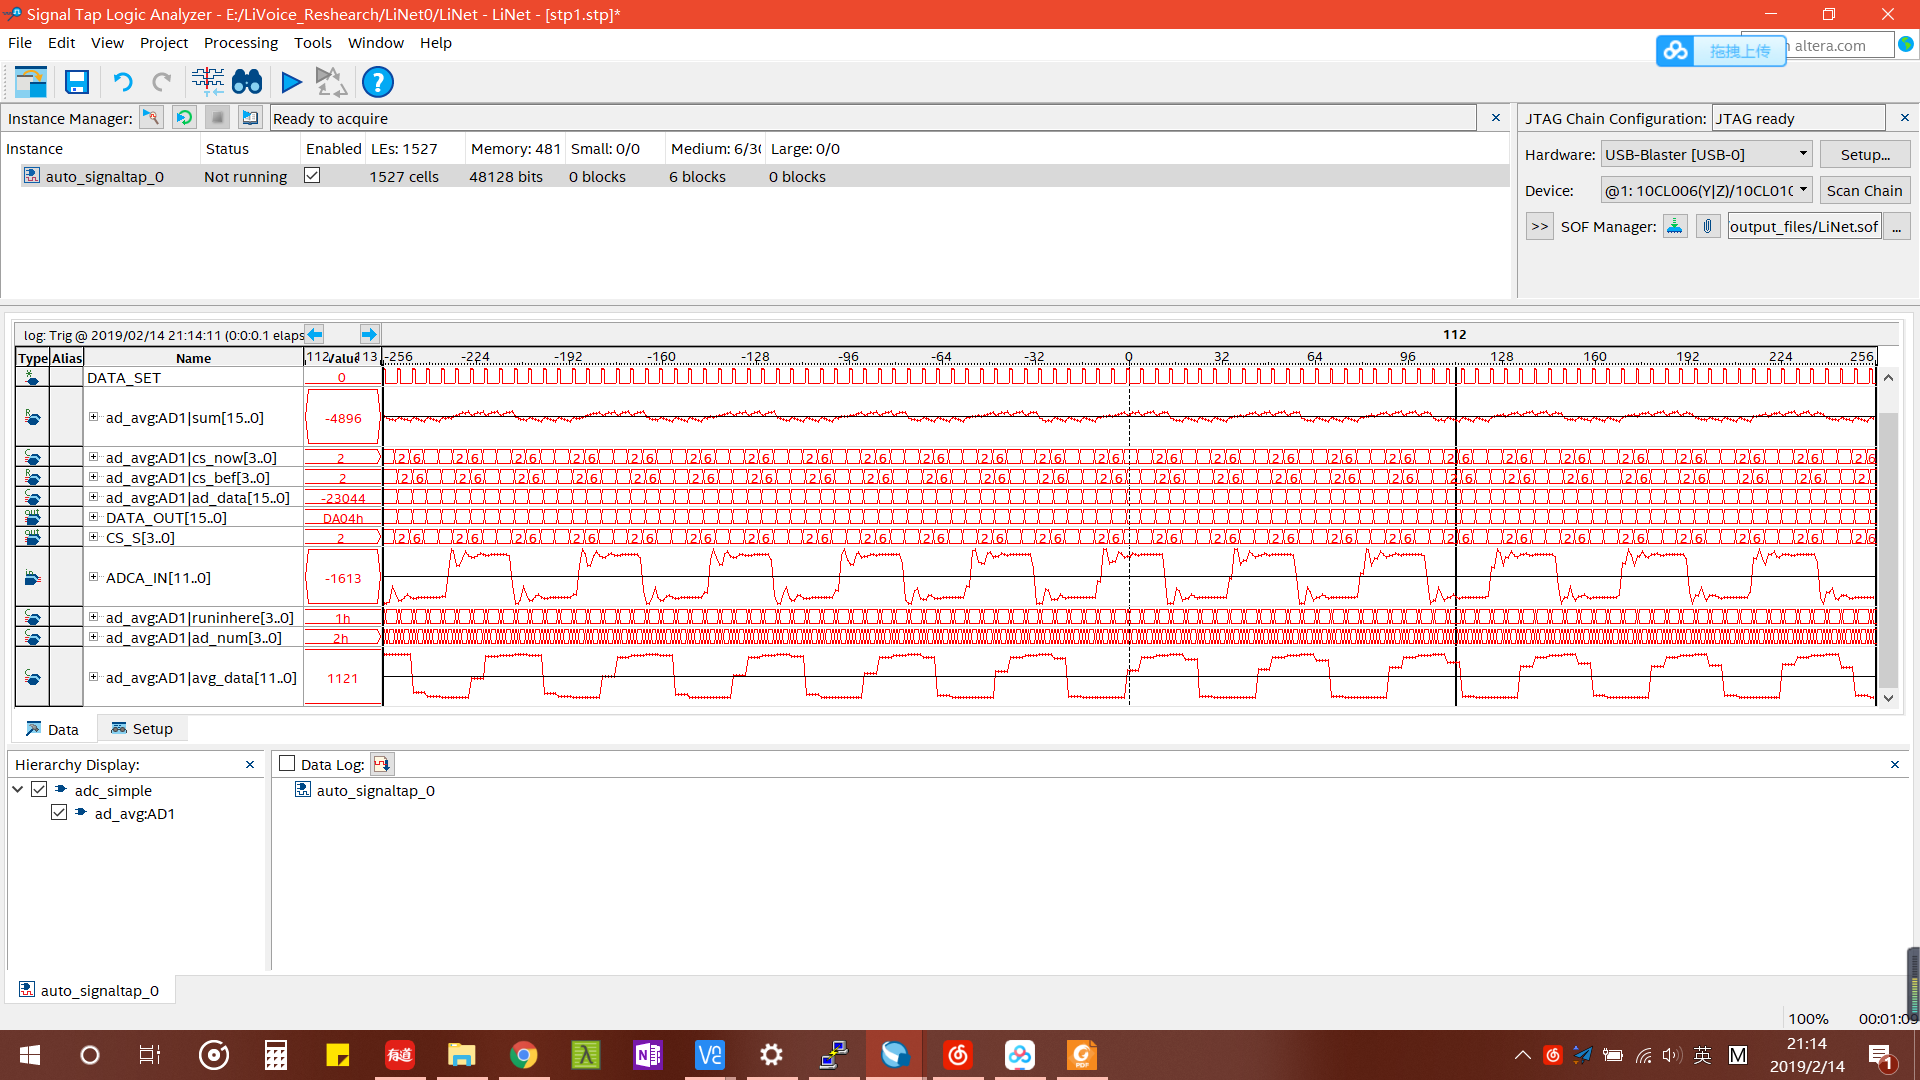 Signal Tap Logic Analyzer - E:/LiVoice_Reshearch/LiNet0/LiNet - LiNet - [stp1.stp]*
File Edit View Project Processing Tools Window Help
altera.com
拖拽上传
Instance Manager: Ready to acquire
JTAG Chain Configuration: JTAG ready
Instance Status Enabled LEs: 1527 Memory: 481 Small: 0/0 Medium: 6/30 Large: 0/0
auto_signaltap_0 Not running 1527 cells 48128 bits 0 blocks 6 blocks 0 blocks
Hardware: USB-Blaster [USB-0] Setup...
Device: @1: 10CL006(Y|Z)/10CL010 Scan Chain
>> SOF Manager: output_files/LiNet.sof ...
log: Trig @ 2019/02/14 21:14:11 (0:0:0.1 elaps
112
Type Alias Name 112 Value 113 -256 -224 -192 -160 -128 -96 -64 -32 0 32 64 96 128 160 192 224 256
DATA_SET 0
ad_avg:AD1|sum[15..0] -4896
ad_avg:AD1|cs_now[3..0] 2
ad_avg:AD1|cs_bef[3..0] 2
ad_avg:AD1|ad_data[15..0] -23044
DATA_OUT[15..0] DA04h
CS_S[3..0] 2
ADCA_IN[11..0] -1613
ad_avg:AD1|runinhere[3..0] 1h
ad_avg:AD1|ad_num[3..0] 2h
ad_avg:AD1|avg_data[11..0] 1121
Data Setup
Hierarchy Display:
Data Log:
adc_simple
auto_signaltap_0
ad_avg:AD1
auto_signaltap_0
100% 00:01:09
有道
PDF
英
M
21:14
2019/2/14
1